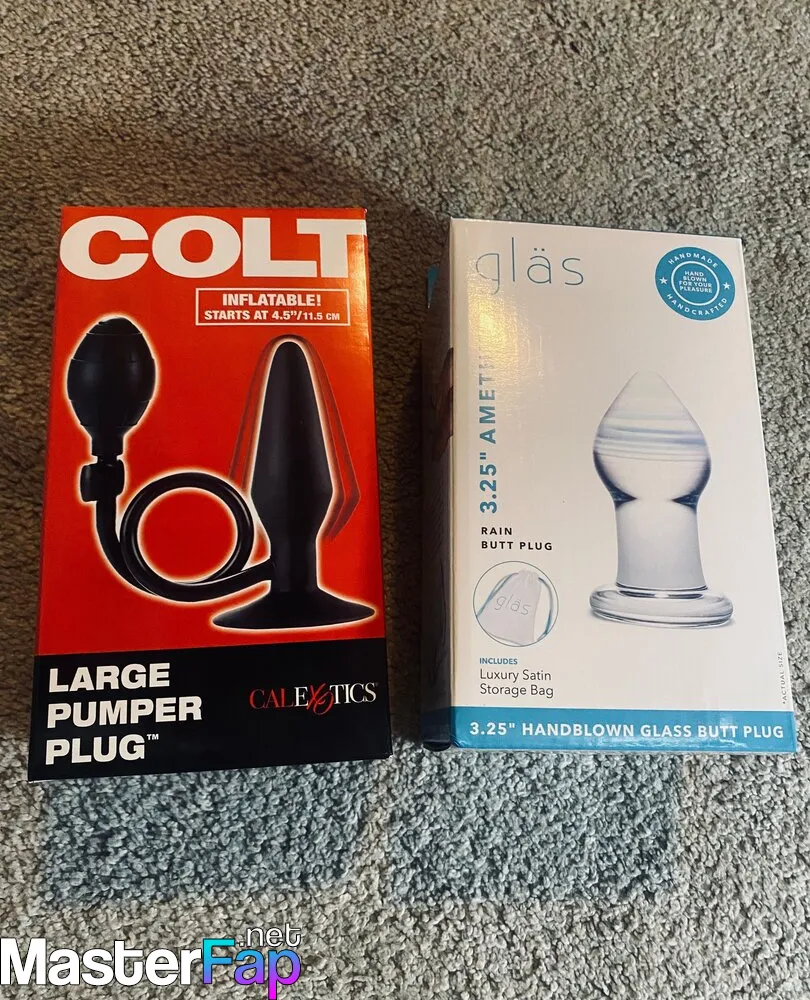 COLT
INFLATABLE!
STARTS AT 4.5"/11.5 CM
LARGE
PUMPER
PLUG™
CALEXOTICS
gläs
HANDMADE
HAND
BLOWN
FOR YOUR
PLEASURE
HANDCRAFTED
3.25"
RAIN
BUTT PLUG
gläs
INCLUDES
Luxury Satin
Storage Bag
*ACTUAL SIZE
3.25" HANDBLOWN GLASS BUTT PLUG
MasterFap
.net